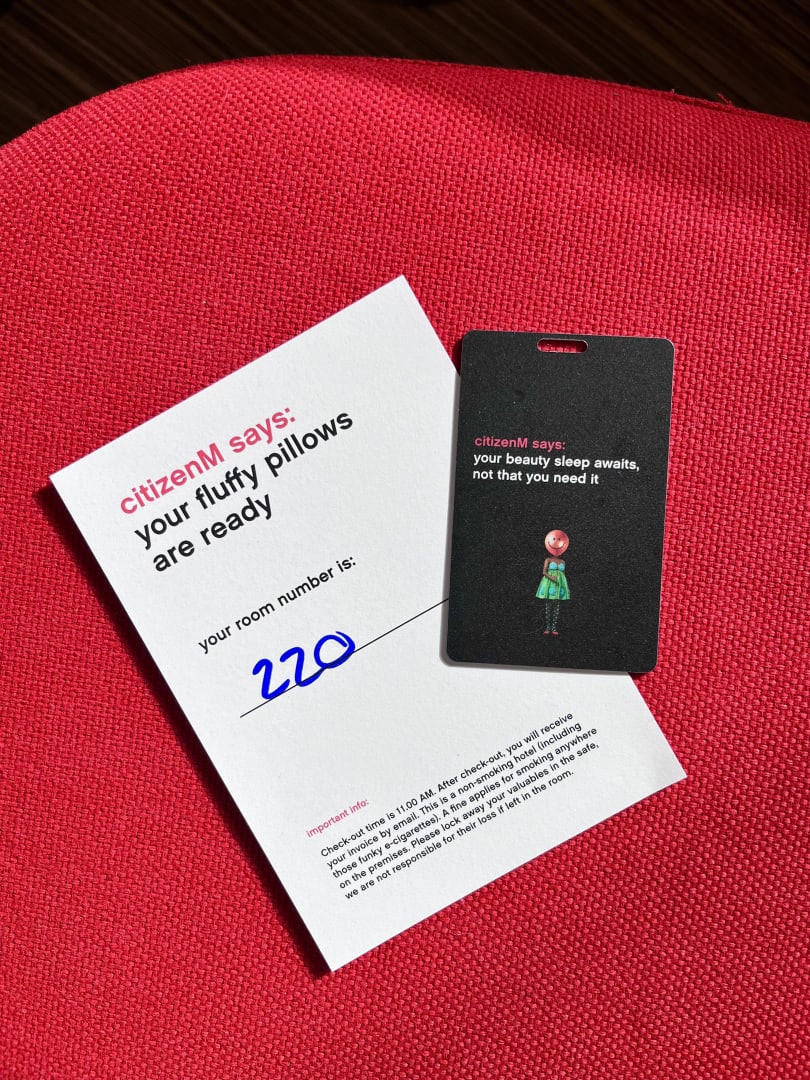 citizenM says:
your fluffy pillows
are ready
your room number is:
220
important info:
Check-out time is 11.00 AM. After check-out, you will receive
your invoice by email. This is a non-smoking hotel (including
those funky e-cigarettes). A fine applies for smoking anywhere
on the premises. Please lock away your valuables in the safe,
we are not responsible for their loss if left in the room.
citizenM says:
your beauty sleep awaits,
not that you need it